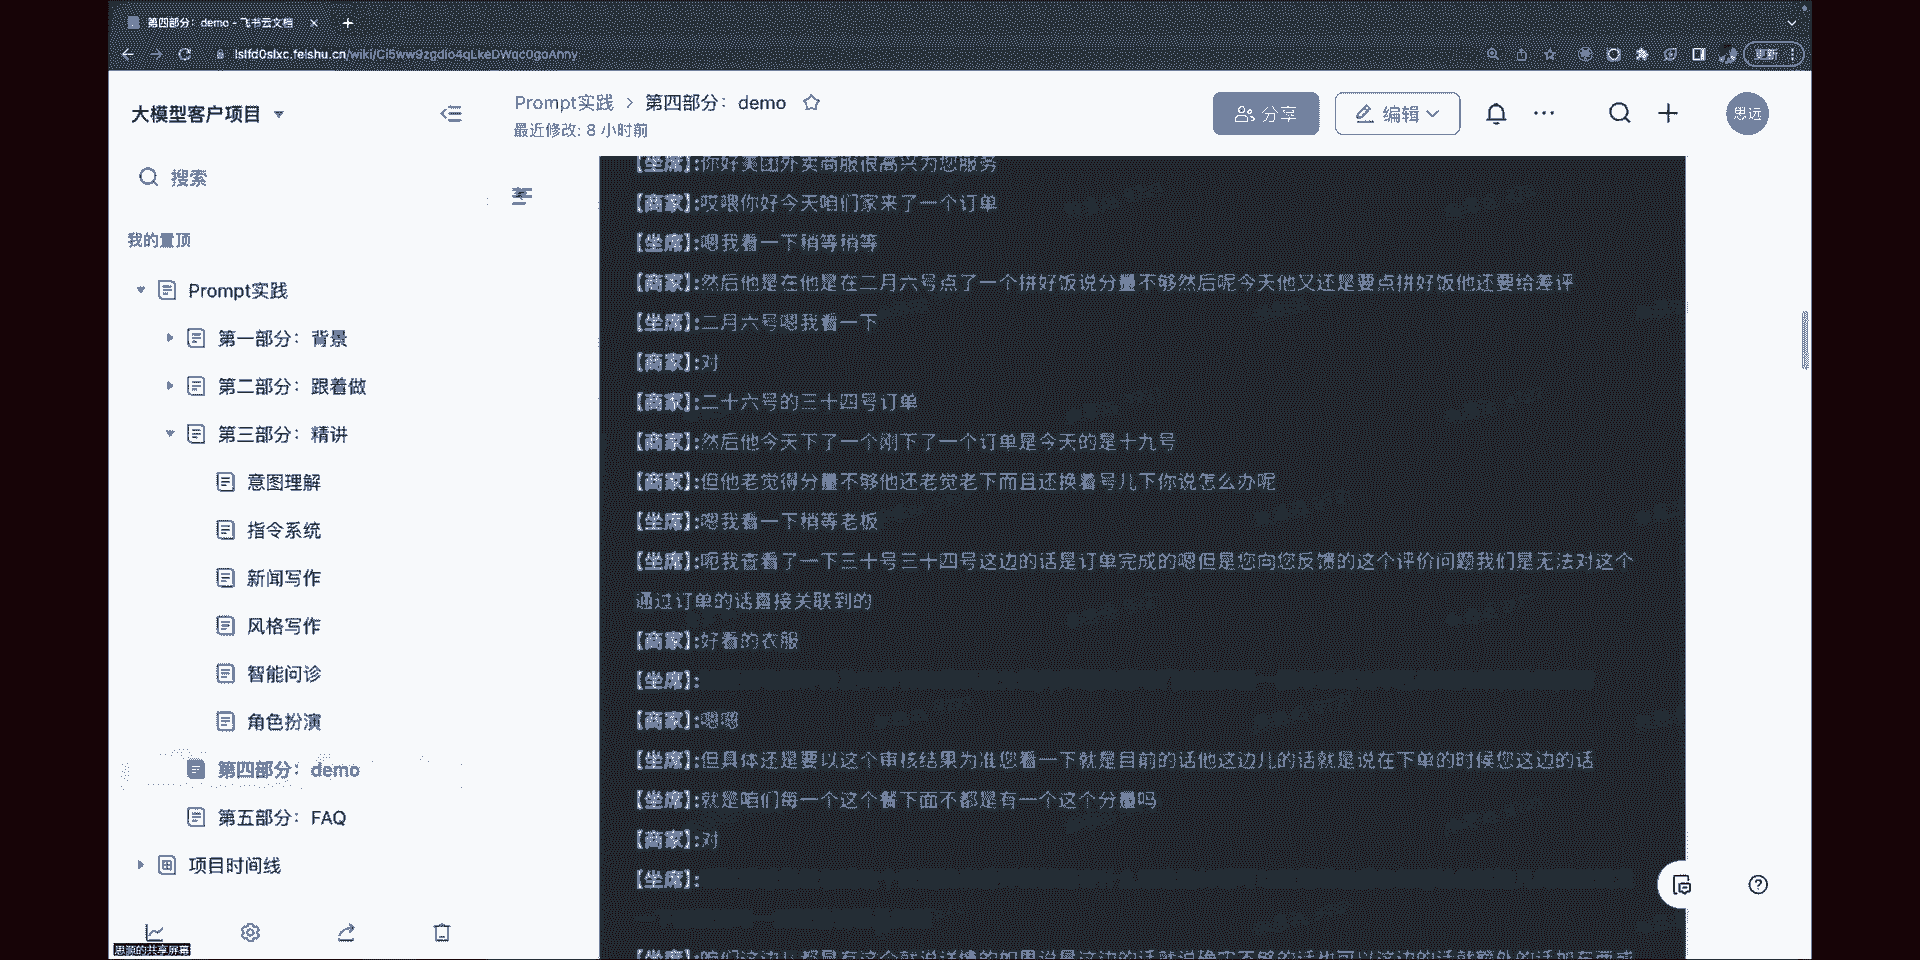 第四部分：demo - 飞书云文档
lslfd0slxc.feishu.cn/wiki/Ci5ww9zgdio4qLkeDWqc0goAnny
更新
大模型客户项目
Prompt实践 > 第四部分：demo
最近修改: 8 小时前
分享
编辑
思远
搜索
我的置顶
Prompt实践
第一部分：背景
第二部分：跟着做
第三部分：精讲
意图理解
指令系统
新闻写作
风格写作
智能问诊
角色扮演
第四部分：demo
第五部分：FAQ
项目时间线
思源的共享屏幕
【坐席】:你好美团外卖商服很高兴为您服务
【商家】:哎喂你好今天咱们家来了一个订单
【坐席】:嗯我看一下稍等稍等
【商家】:然后他是在他是在二月六号点了一个拼好饭说分量不够然后呢今天他又还是要点拼好饭他还要给差评
【坐席】:二月六号嗯我看一下
【商家】:对
【商家】:二十六号的三十四号订单
【商家】:然后他今天下了一个刚下了一个订单是今天的是十九号
【商家】:但他老觉得分量不够他还老觉老下而且还换着号儿下你说怎么办呢
【坐席】:嗯我看一下稍等老板
【坐席】:呃我查看了一下三十号三十四号这边的话是订单完成的嗯但是您向您反馈的这个评价问题我们是无法对这个
通过订单的话直接关联到的
【商家】:好看的衣服
【坐席】:
【商家】:嗯嗯
【坐席】:但具体还是要以这个审核结果为准您看一下就是目前的话他这边儿的话就是说在下单的时候您这边的话
【坐席】:就是咱们每一个这个餐下面不都是有一个这个分量吗
【商家】:对
【坐席】: